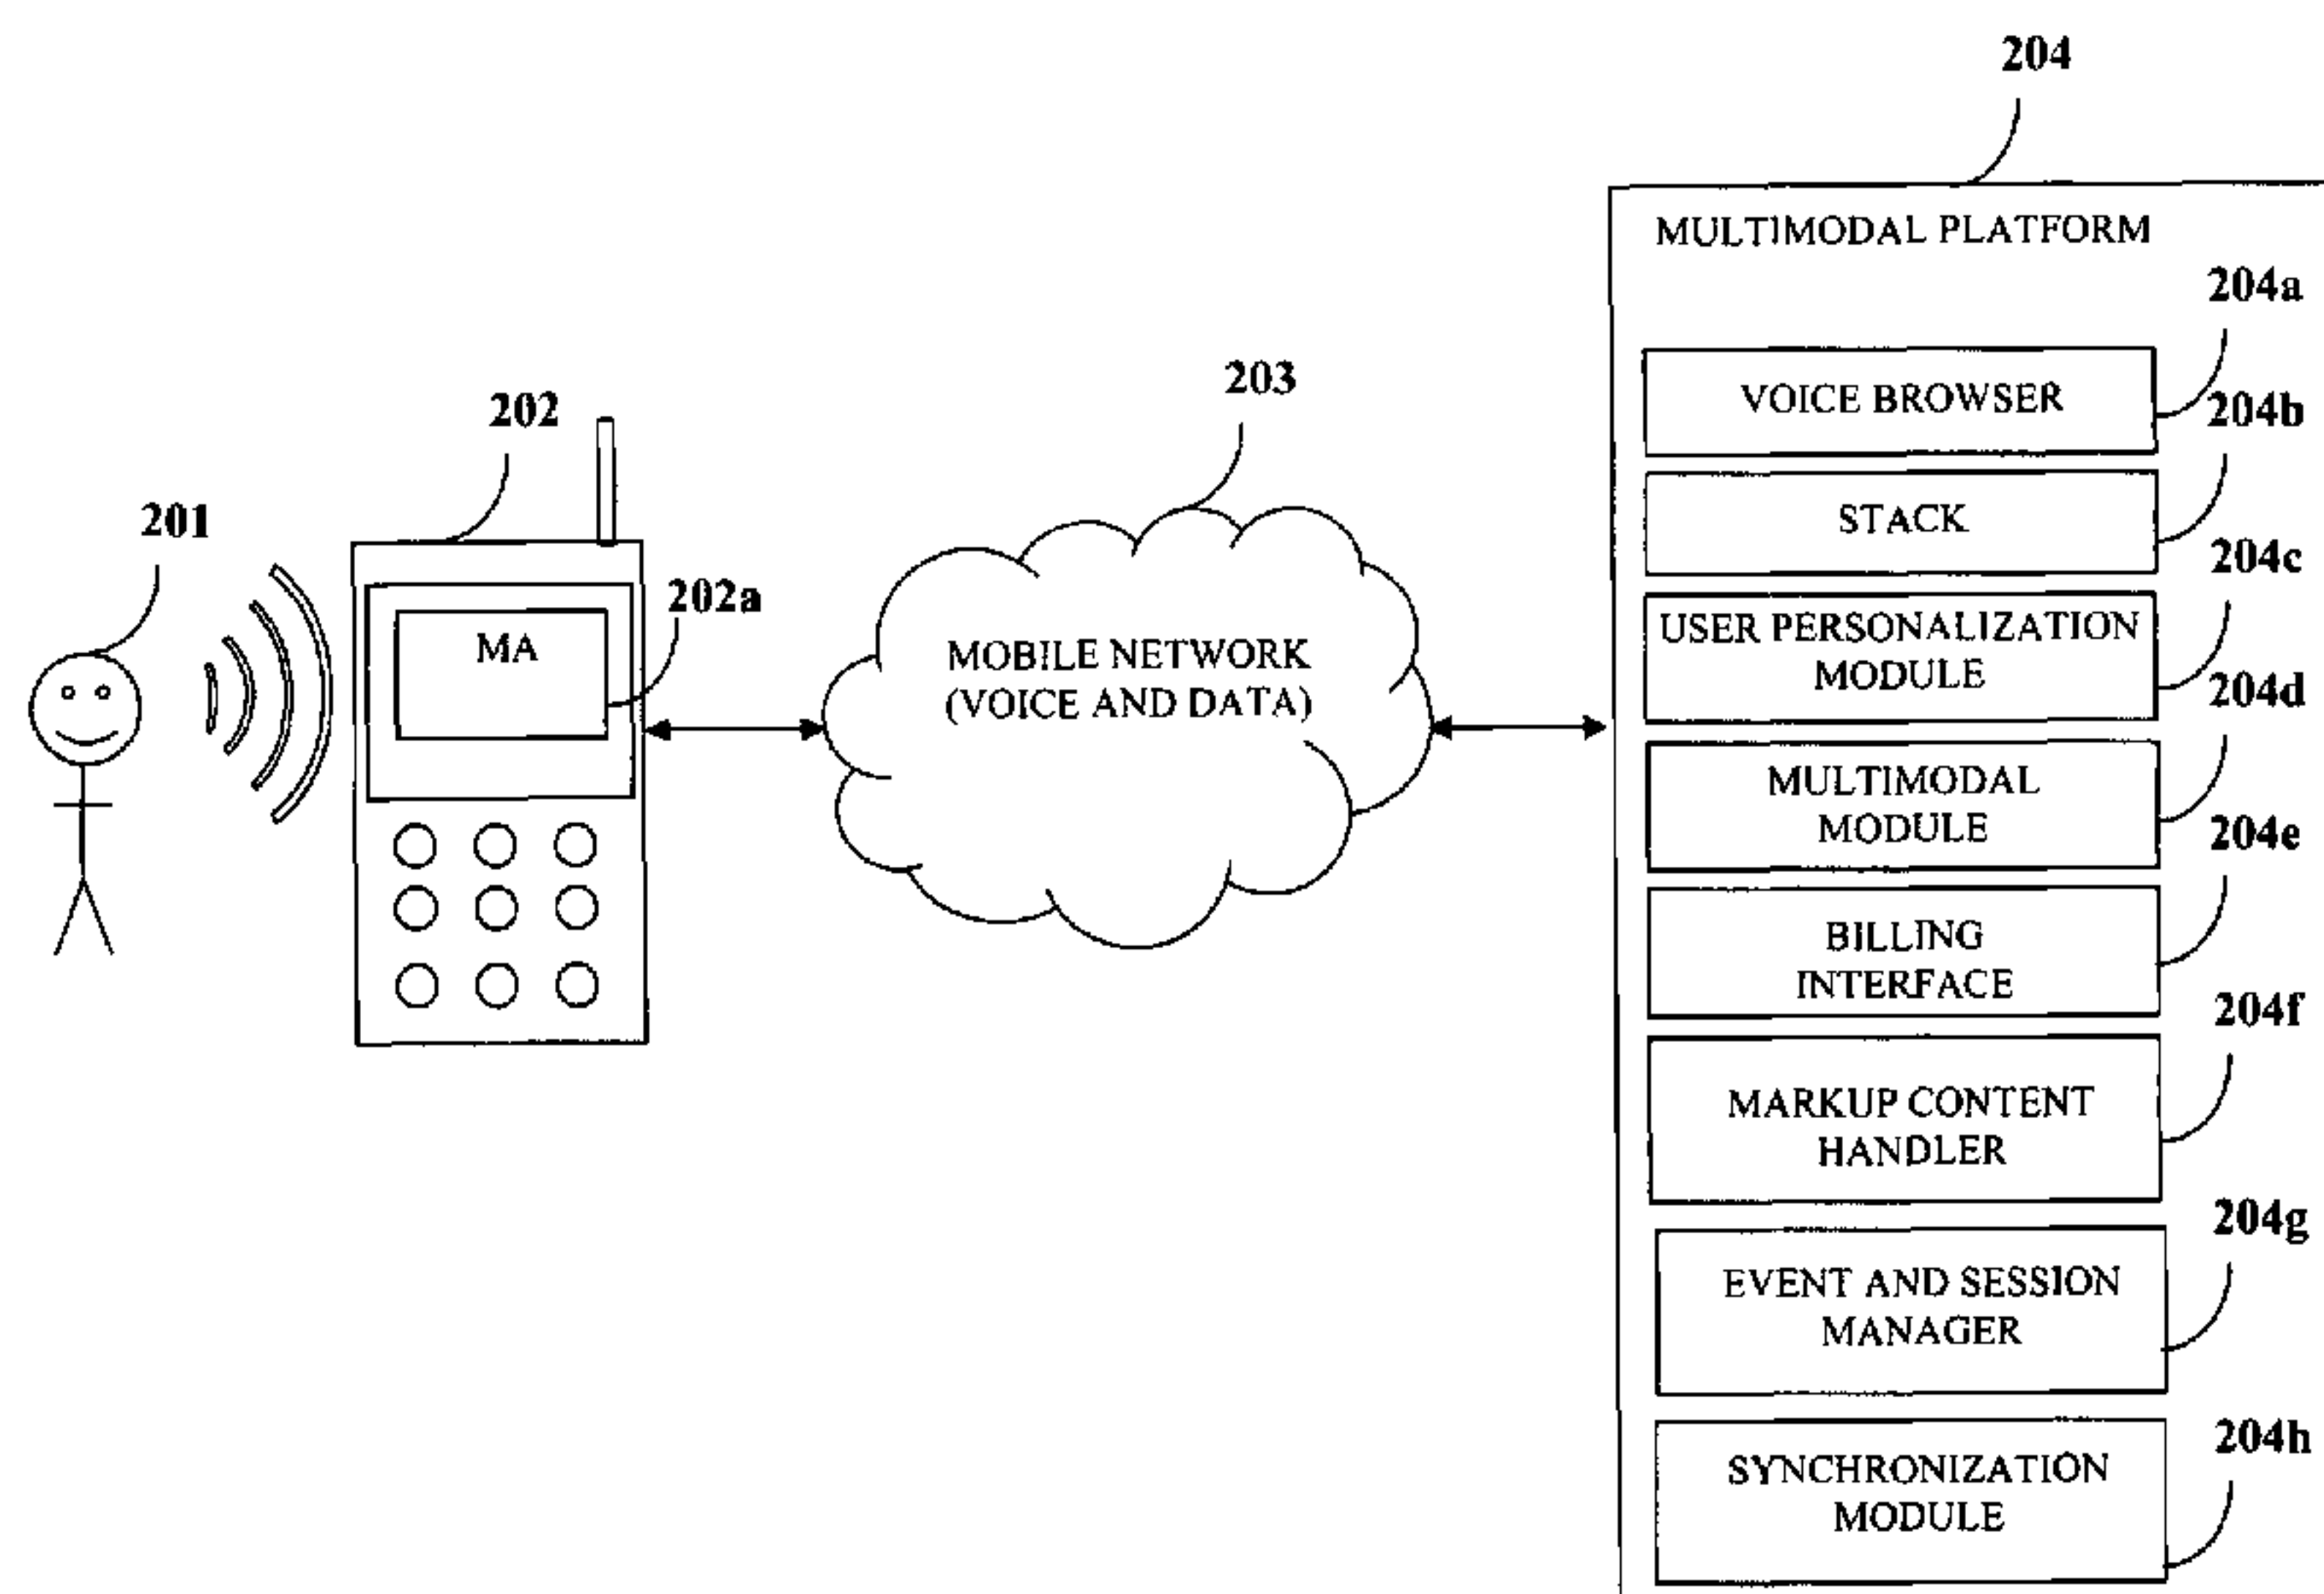 204
MULTIMODAL PLATFORM
204a
VOICE BROWSER
204b
STACK
204c
USER PERSONALIZATION
MODULE
204d
MULTIMODAL
MODULE
204e
BILLING
INTERFACE
204f
MARKUP CONTENT
HANDLER
204g
EVENT AND SESSION
MANAGER
204h
SYNCHRONIZATION
MODULE
203
MOBILE NETWORK
(VOICE AND DATA)
202
202a
MA
201